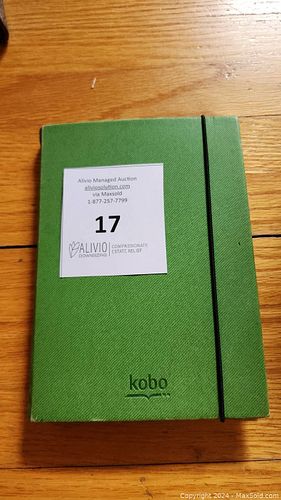 Alivio Managed Auction
aliviosolution.com
via Maxsold
1-877-257-7799
17
ALIVIO
DOWNSIZING
COMPASSIONATE
ESTATE RELIEF
kobo
Copyright 2024 - MaxSold.com